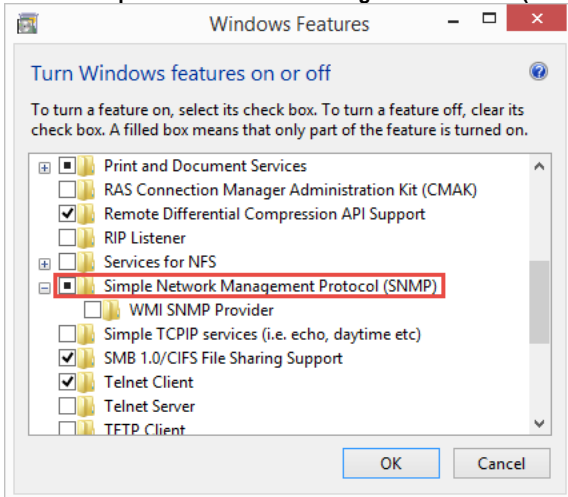 Windows Features
Turn Windows features on or off
To turn a feature on, select its check box. To turn a feature off, clear its
check box. A filled box means that only part of the feature is turned on.
Print and Document Services
RAS Connection Manager Administration Kit (CMAK)
Remote Differential Compression API Support
RIP Listener
Services for NFS
Simple Network Management Protocol (SNMP)
WMI SNMP Provider
Simple TCPIP services (i.e. echo, daytime etc)
SMB 1.0/CIFS File Sharing Support
Telnet Client
Telnet Server
TFTP Client
OK Cancel